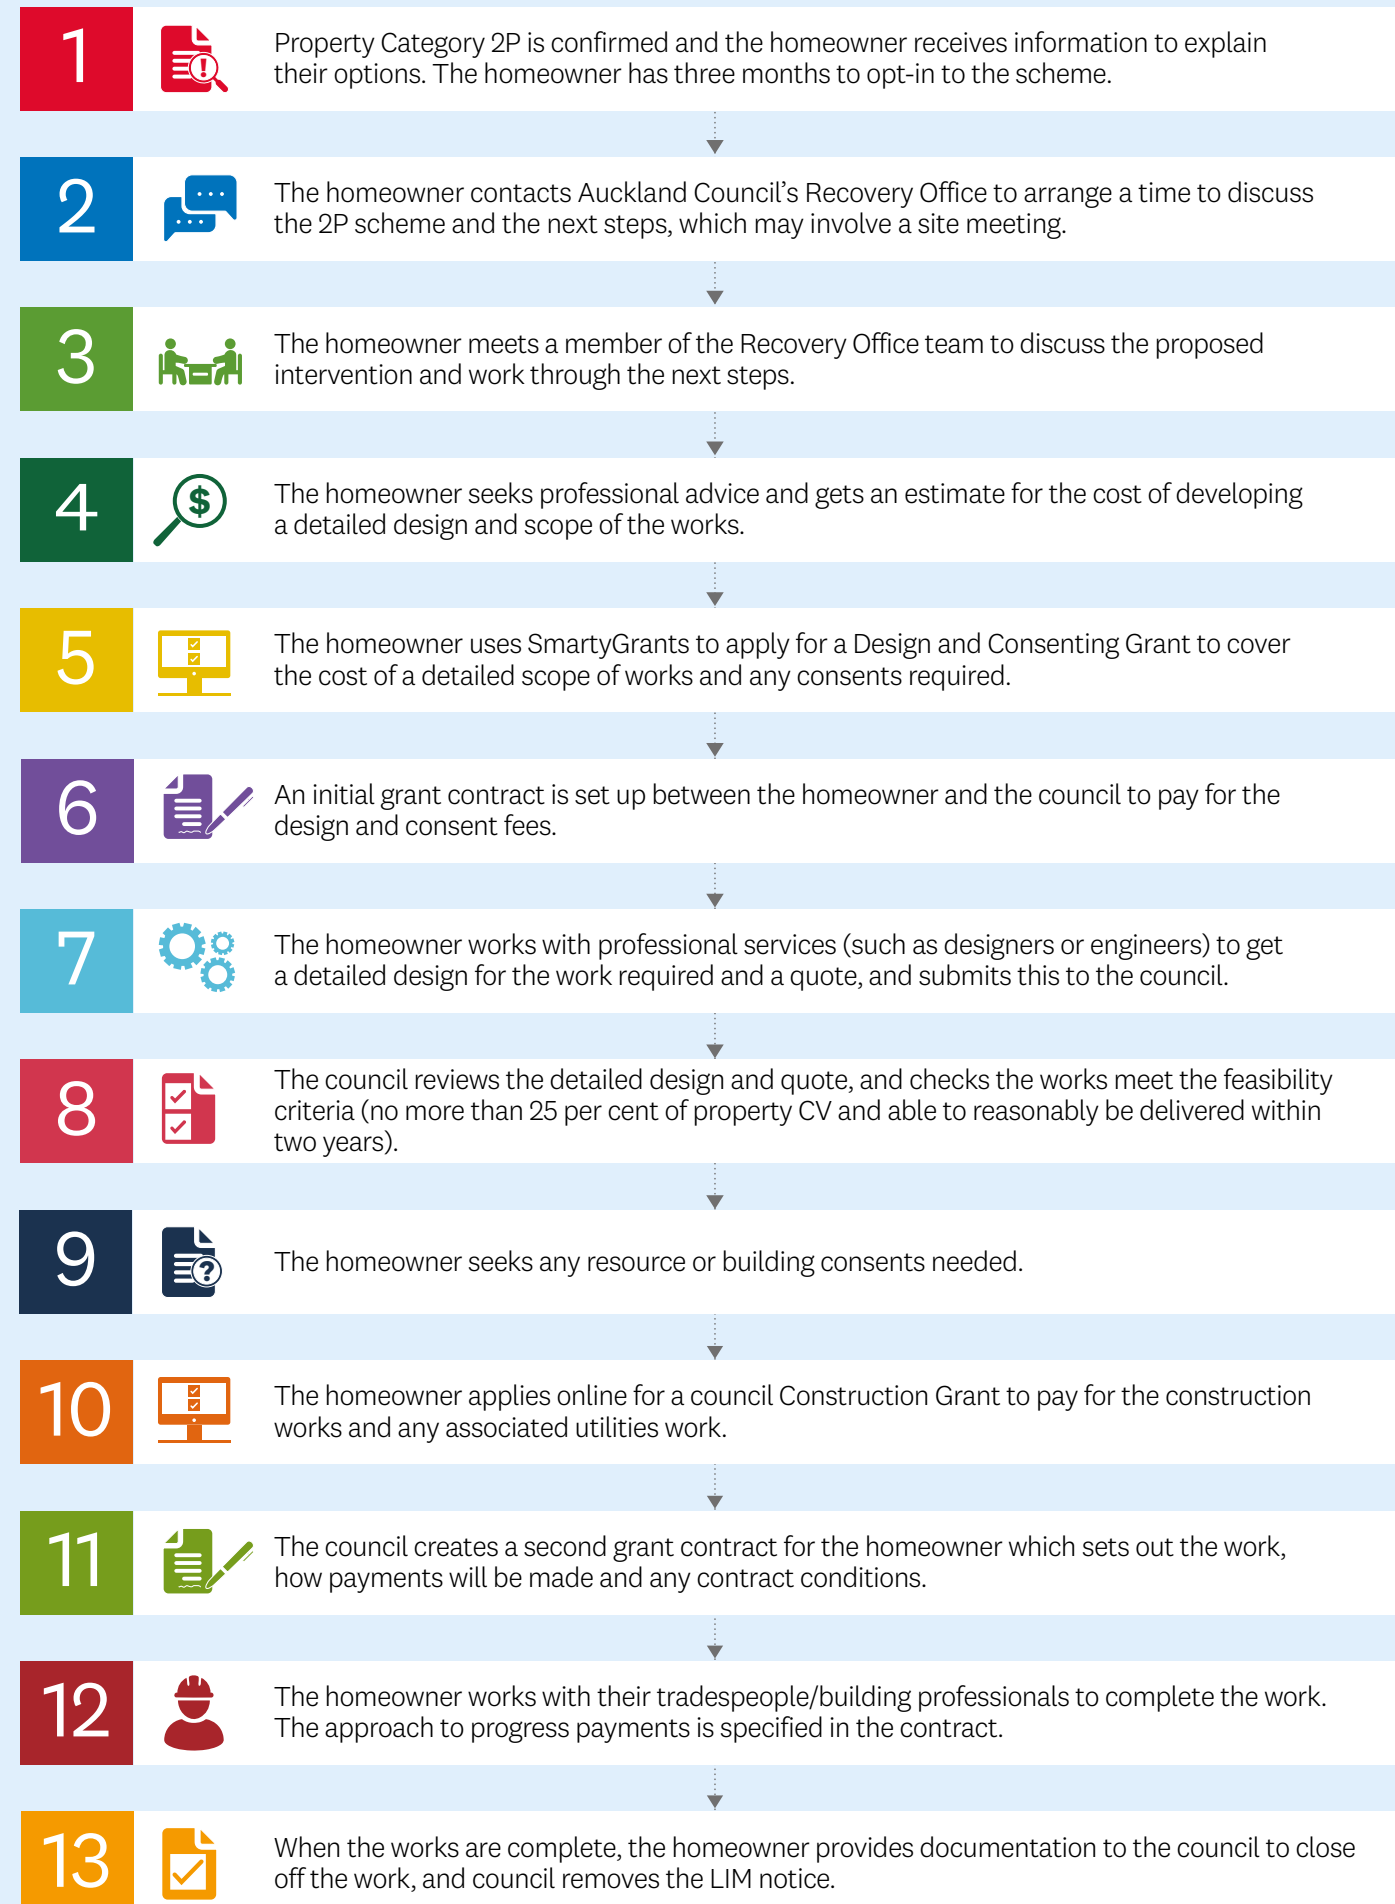 1
Property Category 2P is confirmed and the homeowner receives information to explain
their options. The homeowner has three months to opt-in to the scheme.
2
The homeowner contacts Auckland Council's Recovery Office to arrange a time to discuss
the 2P scheme and the next steps, which may involve a site meeting.
3
The homeowner meets a member of the Recovery Office team to discuss the proposed
intervention and work through the next steps.
4
$
The homeowner seeks professional advice and gets an estimate for the cost of developing
a detailed design and scope of the works.
5
The homeowner uses SmartyGrants to apply for a Design and Consenting Grant to cover
the cost of a detailed scope of works and any consents required.
6
An initial grant contract is set up between the homeowner and the council to pay for the
design and consent fees.
7
The homeowner works with professional services (such as designers or engineers) to get
a detailed design for the work required and a quote, and submits this to the council.
8
The council reviews the detailed design and quote, and checks the works meet the feasibility
criteria (no more than 25 per cent of property CV and able to reasonably be delivered within
two years).
9
?
The homeowner seeks any resource or building consents needed.
10
The homeowner applies online for a council Construction Grant to pay for the construction
works and any associated utilities work.
11
The council creates a second grant contract for the homeowner which sets out the work,
how payments will be made and any contract conditions.
12
The homeowner works with their tradespeople/building professionals to complete the work.
The approach to progress payments is specified in the contract.
13
When the works are complete, the homeowner provides documentation to the council to close
off the work, and council removes the LIM notice.